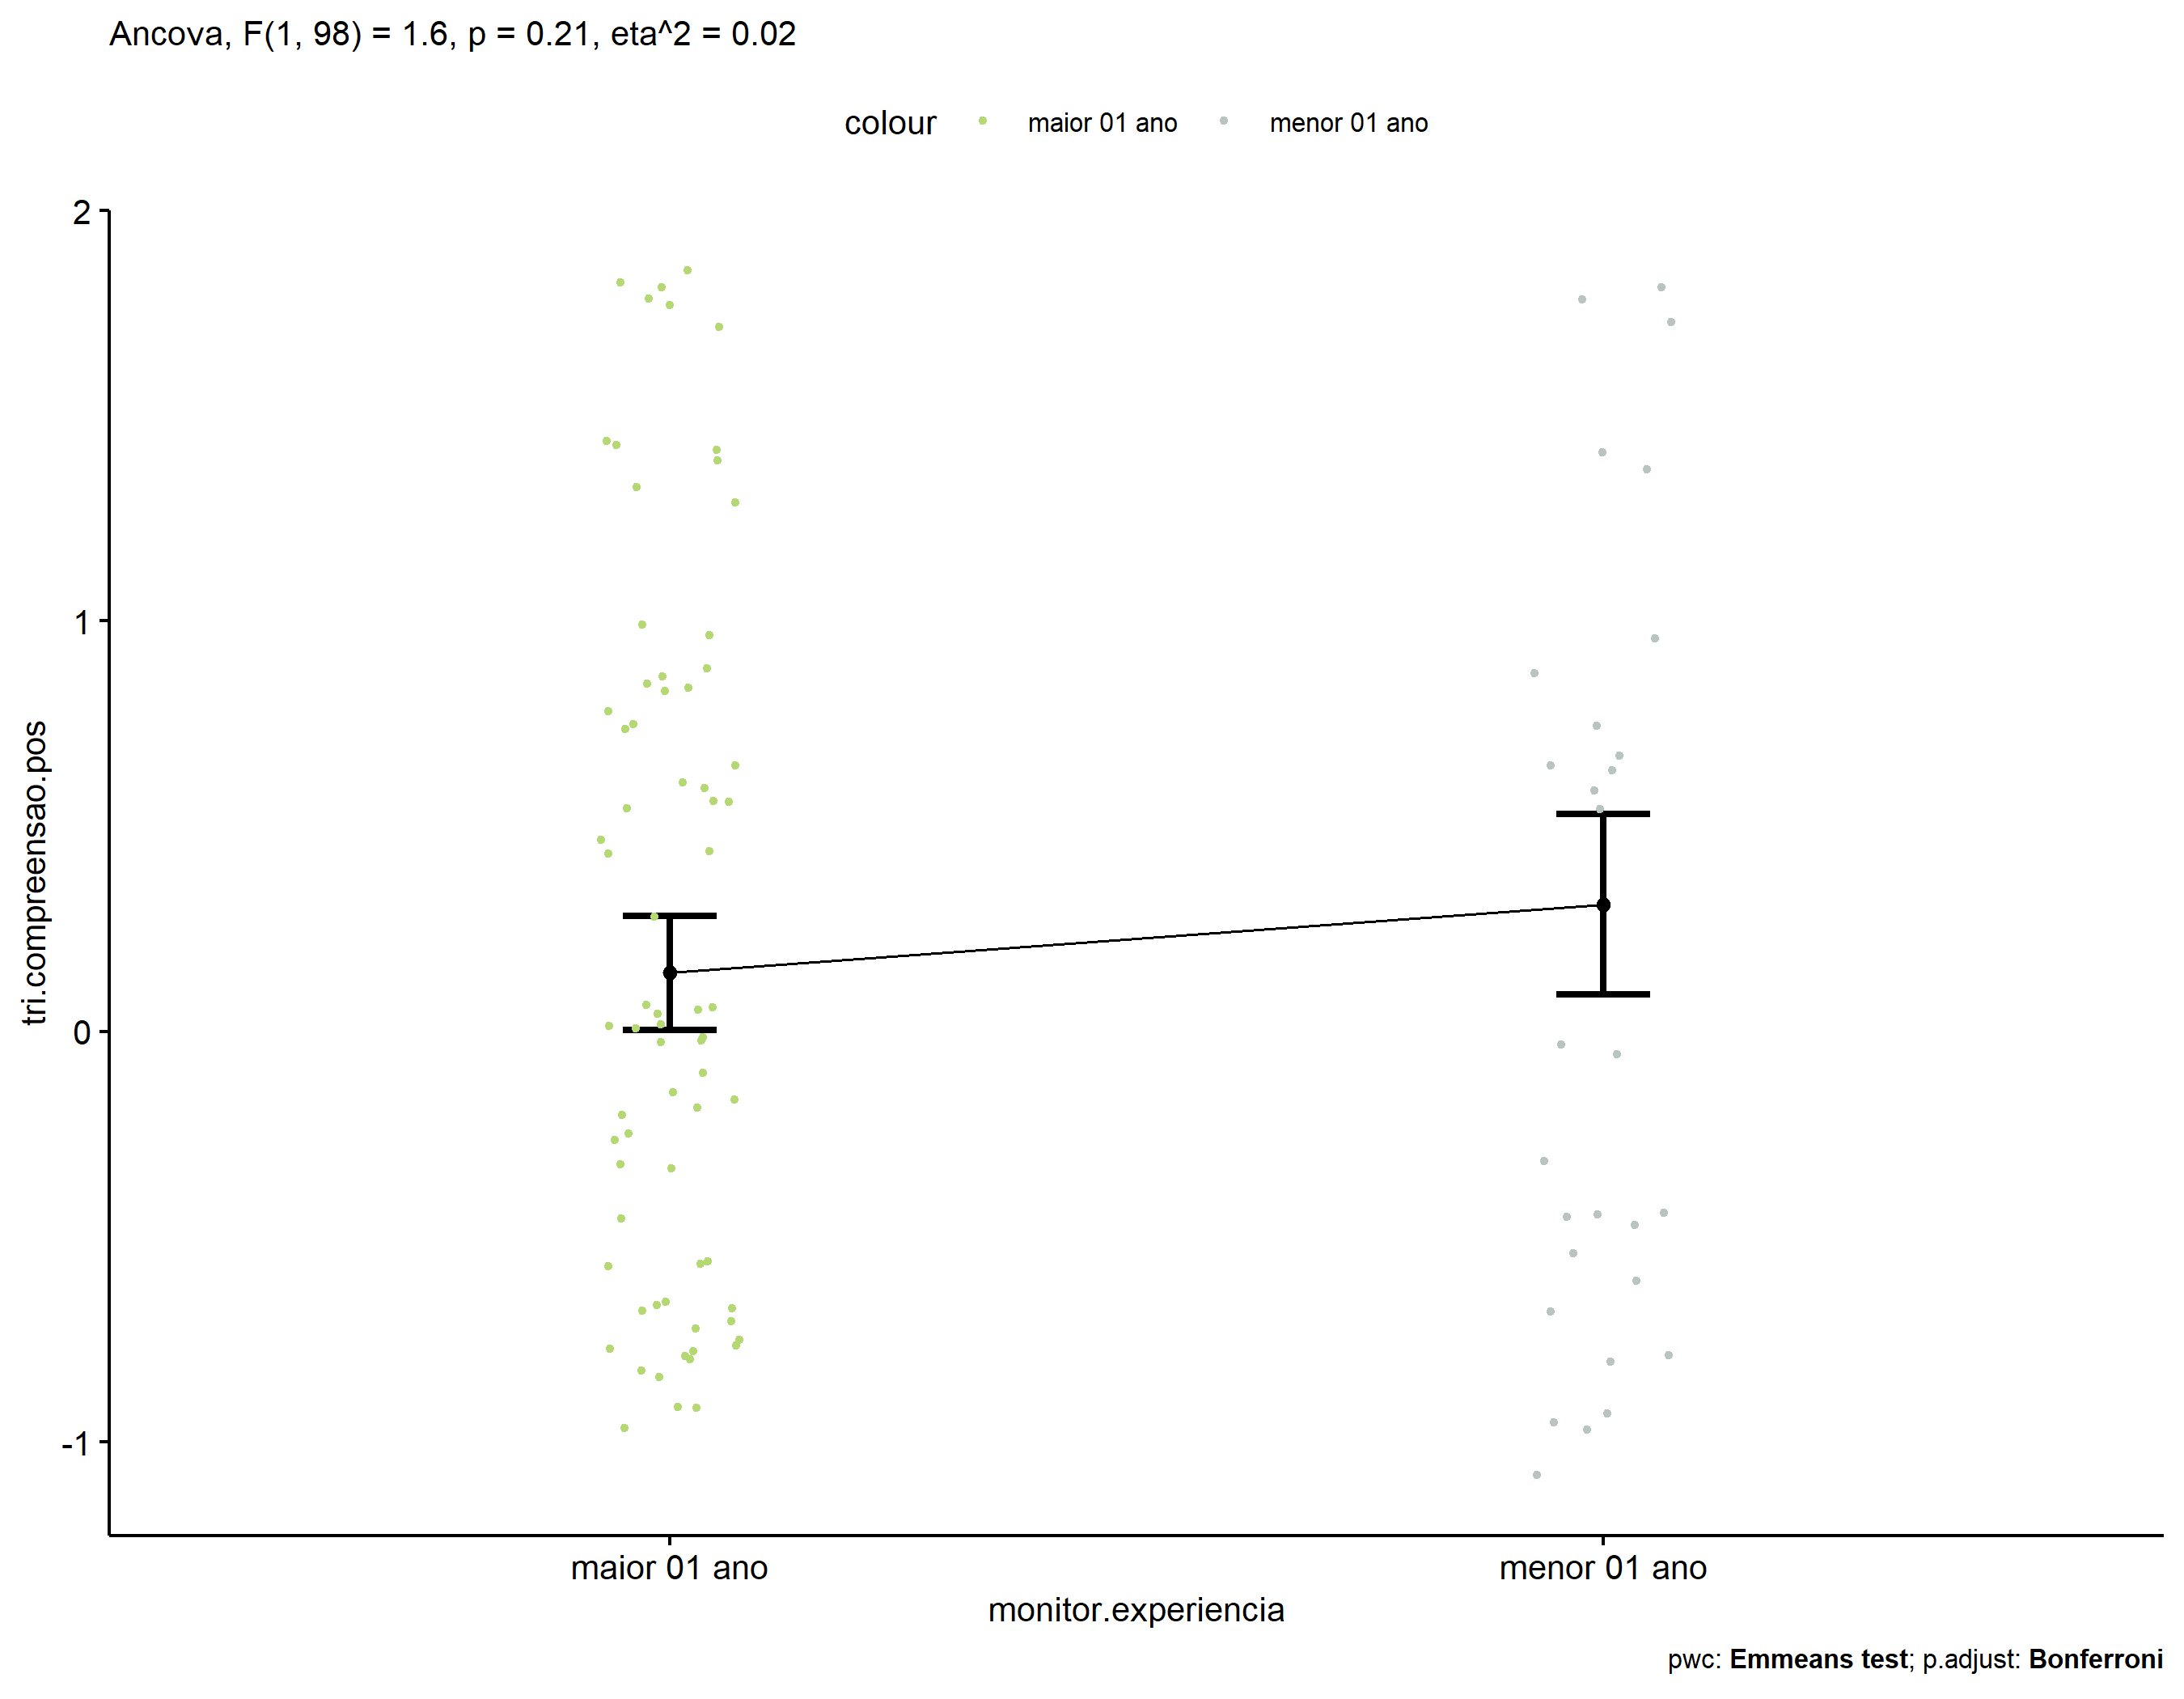 Ancova, F(1, 98) = 1.6, p = 0.21, eta^2 = 0.02
colour maior 01 ano menor 01 ano
2
1
0
-1
tri.compreensao.pos
maior 01 ano menor 01 ano
monitor.experiencia
pwc: Emmeans test; p.adjust: Bonferroni